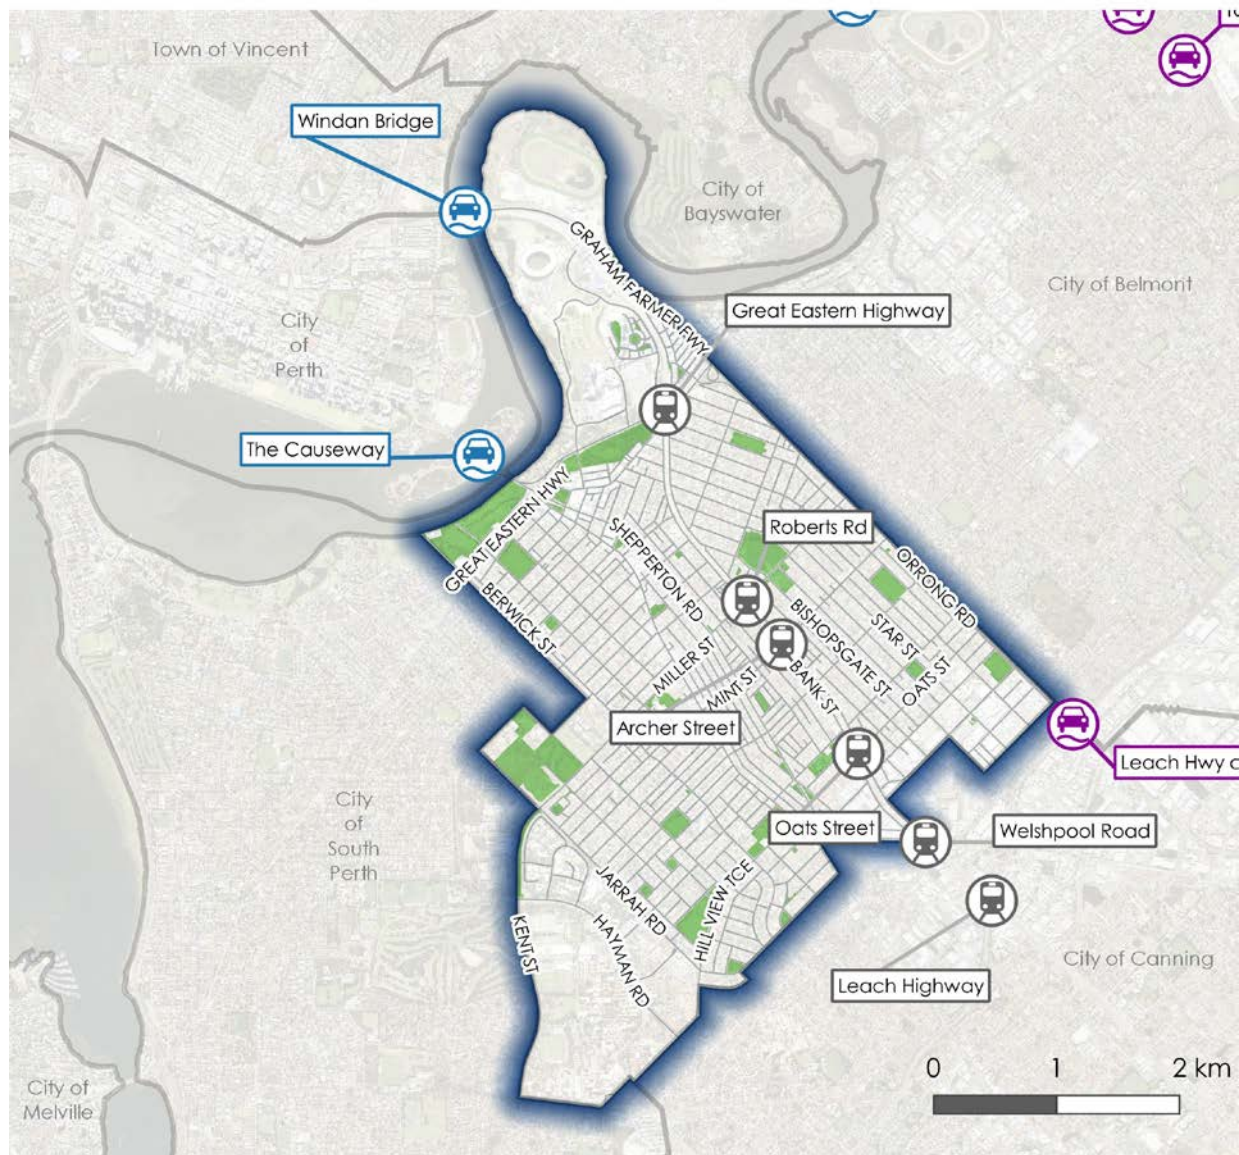 Town of Vincent
Windan Bridge
City of
Bayswater
City of Belmont
GRAHAM FARMER FWY
Great Eastern Highway
City
of
Perth
The Causeway
GREAT EASTERN HWY
SHEPPERTON RD
Roberts Rd
ORRONG RD
BERWICK ST
BISHOPSGATE ST
STAR ST
OATS ST
MILLER ST
MINT ST
BANK ST
Archer Street
Leach Hwy
City
of
South
Perth
Oats Street
Welshpool Road
JARRAH RD
HILL VIEW TCE
HAYMAN RD
KENT ST
Leach Highway
City of Canning
0 1 2 km
City of
Melville